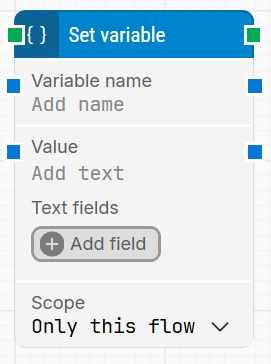 { } Set variable
Variable name
Add name
Value
Add text
Text fields
+ Add field
Scope
Only this flow